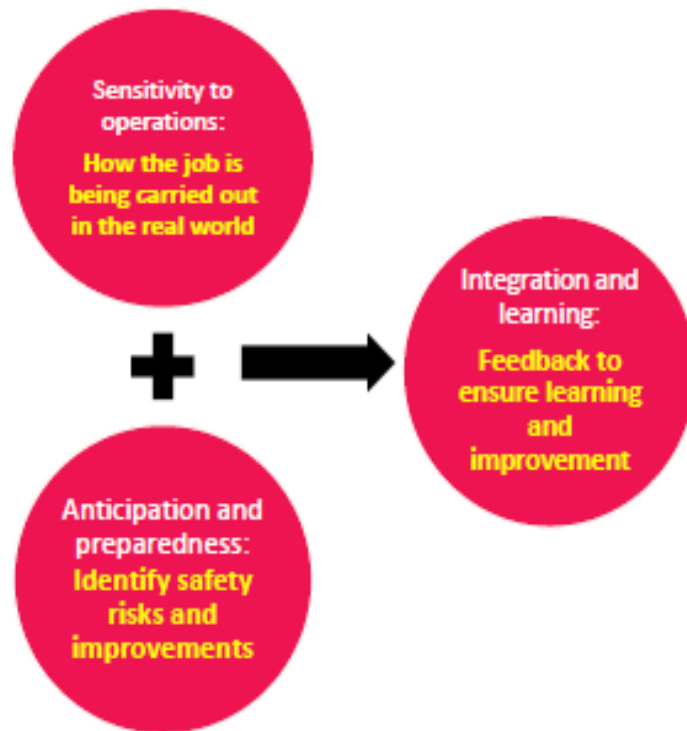 Sensitivity to
operations:
How the job is
being carried out
in the real world
Anticipation and
preparedness:
Identify safety
risks and
improvements
Integration and
learning:
Feedback to
ensure learning
and
improvement